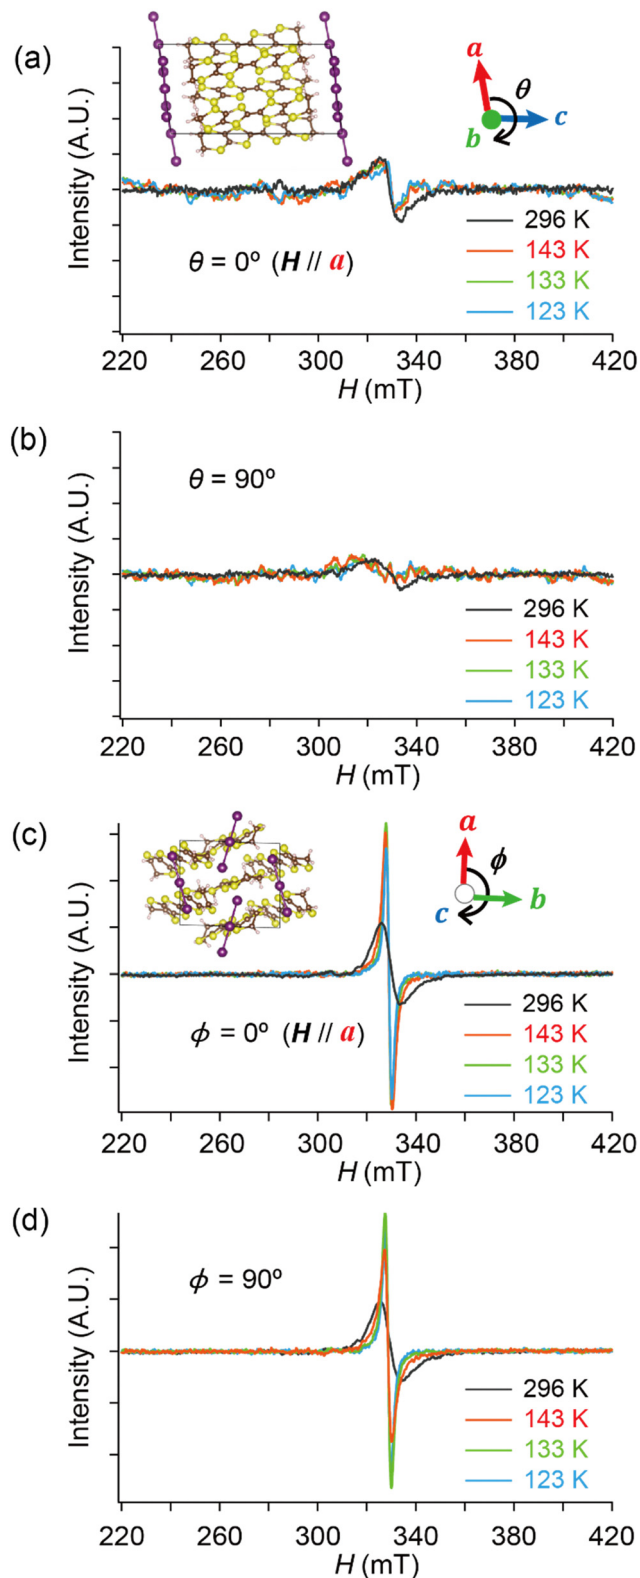 (a)
a
θ
b
c
Intensity (A.U.)
θ = 0º (H // a)
296 K
143 K
133 K
123 K
220 260 300 340 380 420
H (mT)
(b)
θ = 90º
Intensity (A.U.)
296 K
143 K
133 K
123 K
220 260 300 340 380 420
H (mT)
(c)
a
ϕ
b
c
Intensity (A.U.)
ϕ = 0º (H // a)
296 K
143 K
133 K
123 K
220 260 300 340 380 420
H (mT)
(d)
ϕ = 90º
Intensity (A.U.)
296 K
143 K
133 K
123 K
220 260 300 340 380 420
H (mT)